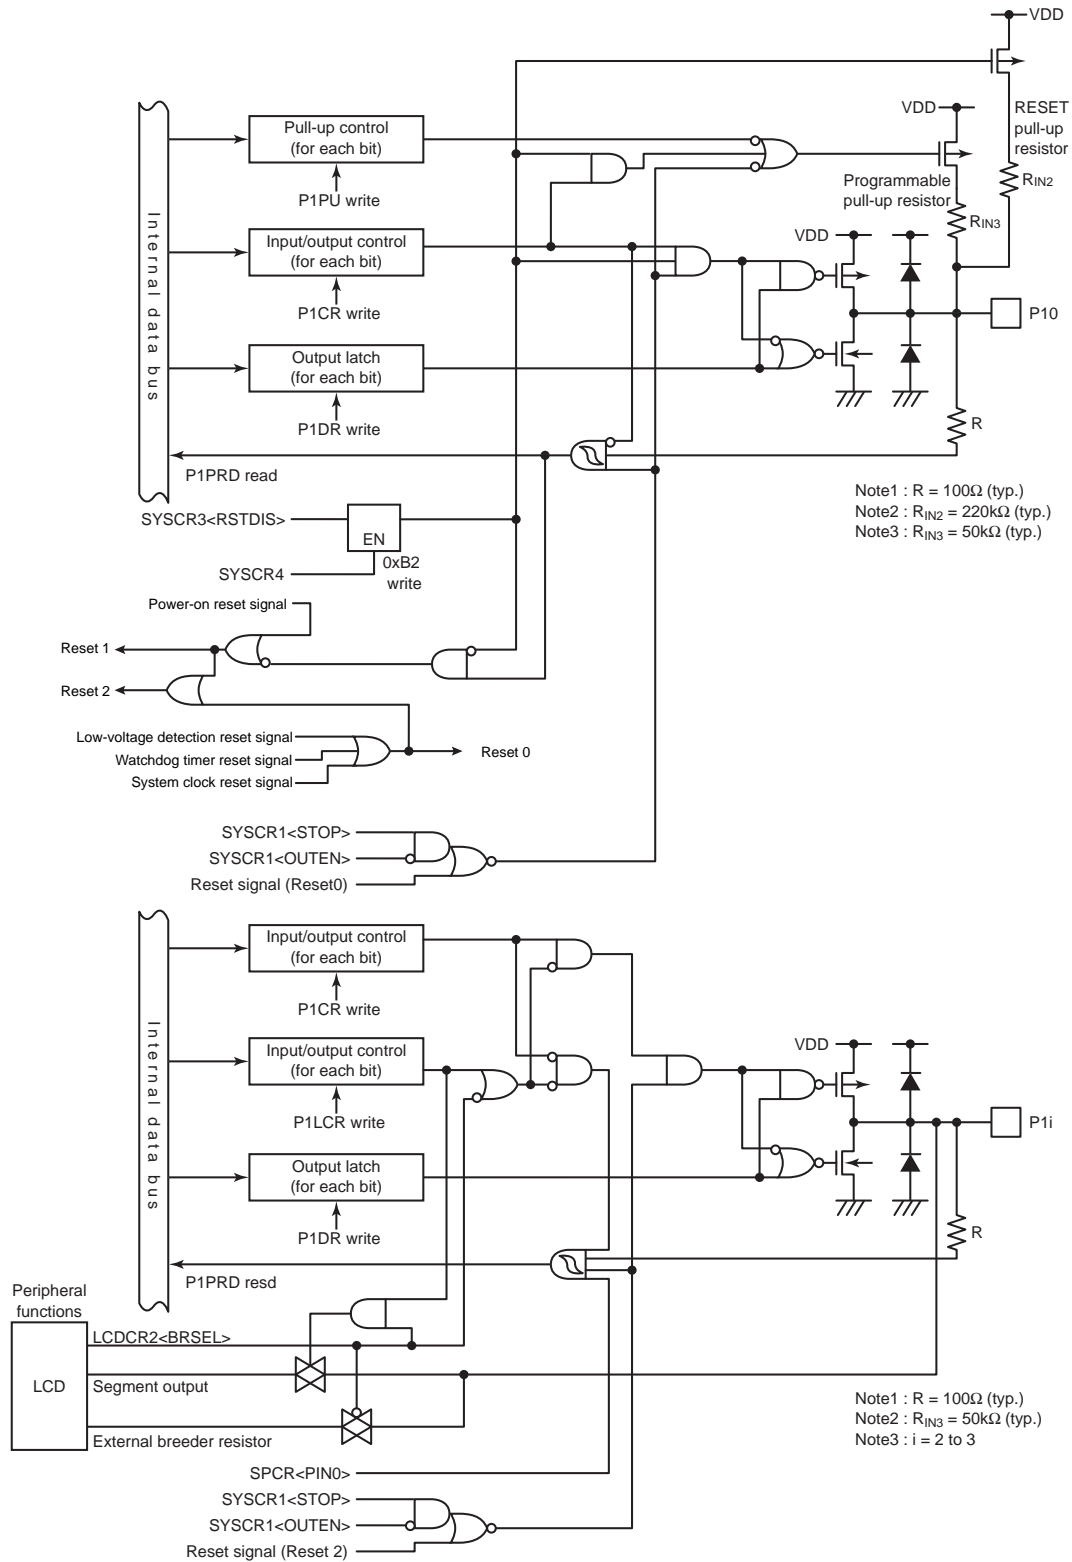 VDD
VDD
RESET
pull-up
resistor
Pull-up control
(for each bit)
P1PU write
Programmable
pull-up resistor
RIN2
RIN3
Internal data bus
Input/output control
(for each bit)
P1CR write
VDD
P10
Output latch
(for each bit)
P1DR write
R
P1PRD read
Note1 : R = 100Ω (typ.)
Note2 : RIN2 = 220kΩ (typ.)
Note3 : RIN3 = 50kΩ (typ.)
SYSCR3<RSTDIS>
EN
0xB2
write
SYSCR4
Power-on reset signal
Reset 1
Reset 2
Low-voltage detection reset signal
Watchdog timer reset signal
System clock reset signal
Reset 0
SYSCR1<STOP>
SYSCR1<OUTEN>
Reset signal (Reset0)
Input/output control
(for each bit)
P1CR write
Internal data bus
Input/output control
(for each bit)
P1LCR write
VDD
P1i
Output latch
(for each bit)
P1DR write
R
P1PRD resd
Peripheral
functions
LCDCR2<BRSEL>
LCD
Segment output
External breeder resistor
Note1 : R = 100Ω (typ.)
Note2 : RIN3 = 50kΩ (typ.)
Note3 : i = 2 to 3
SPCR<PIN0>
SYSCR1<STOP>
SYSCR1<OUTEN>
Reset signal (Reset 2)